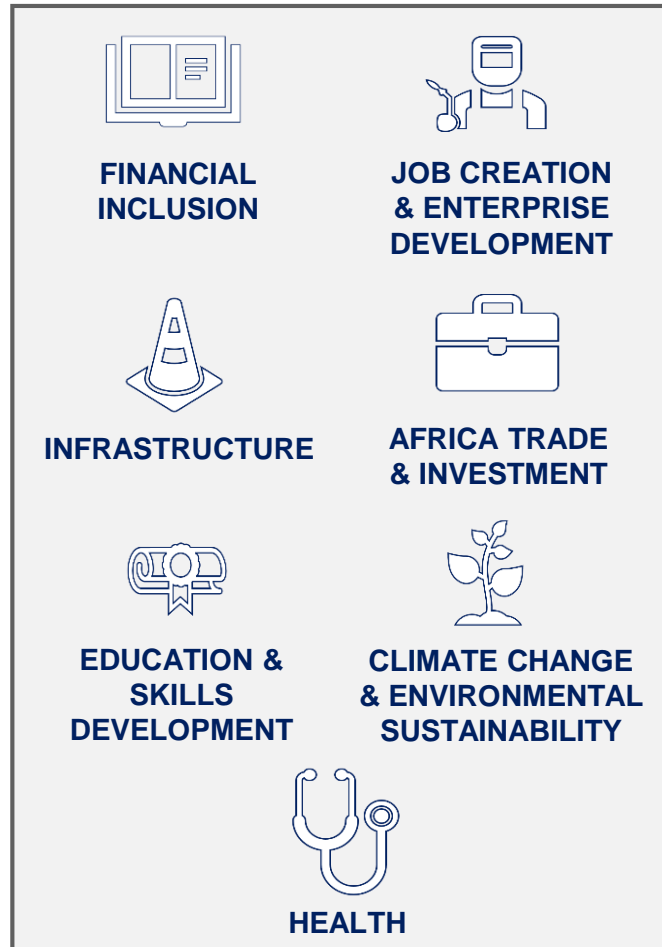 FINANCIAL
INCLUSION
JOB CREATION
& ENTERPRISE
DEVELOPMENT
INFRASTRUCTURE
AFRICA TRADE
& INVESTMENT
EDUCATION &
SKILLS
DEVELOPMENT
CLIMATE CHANGE
& ENVIRONMENTAL
SUSTAINABILITY
HEALTH